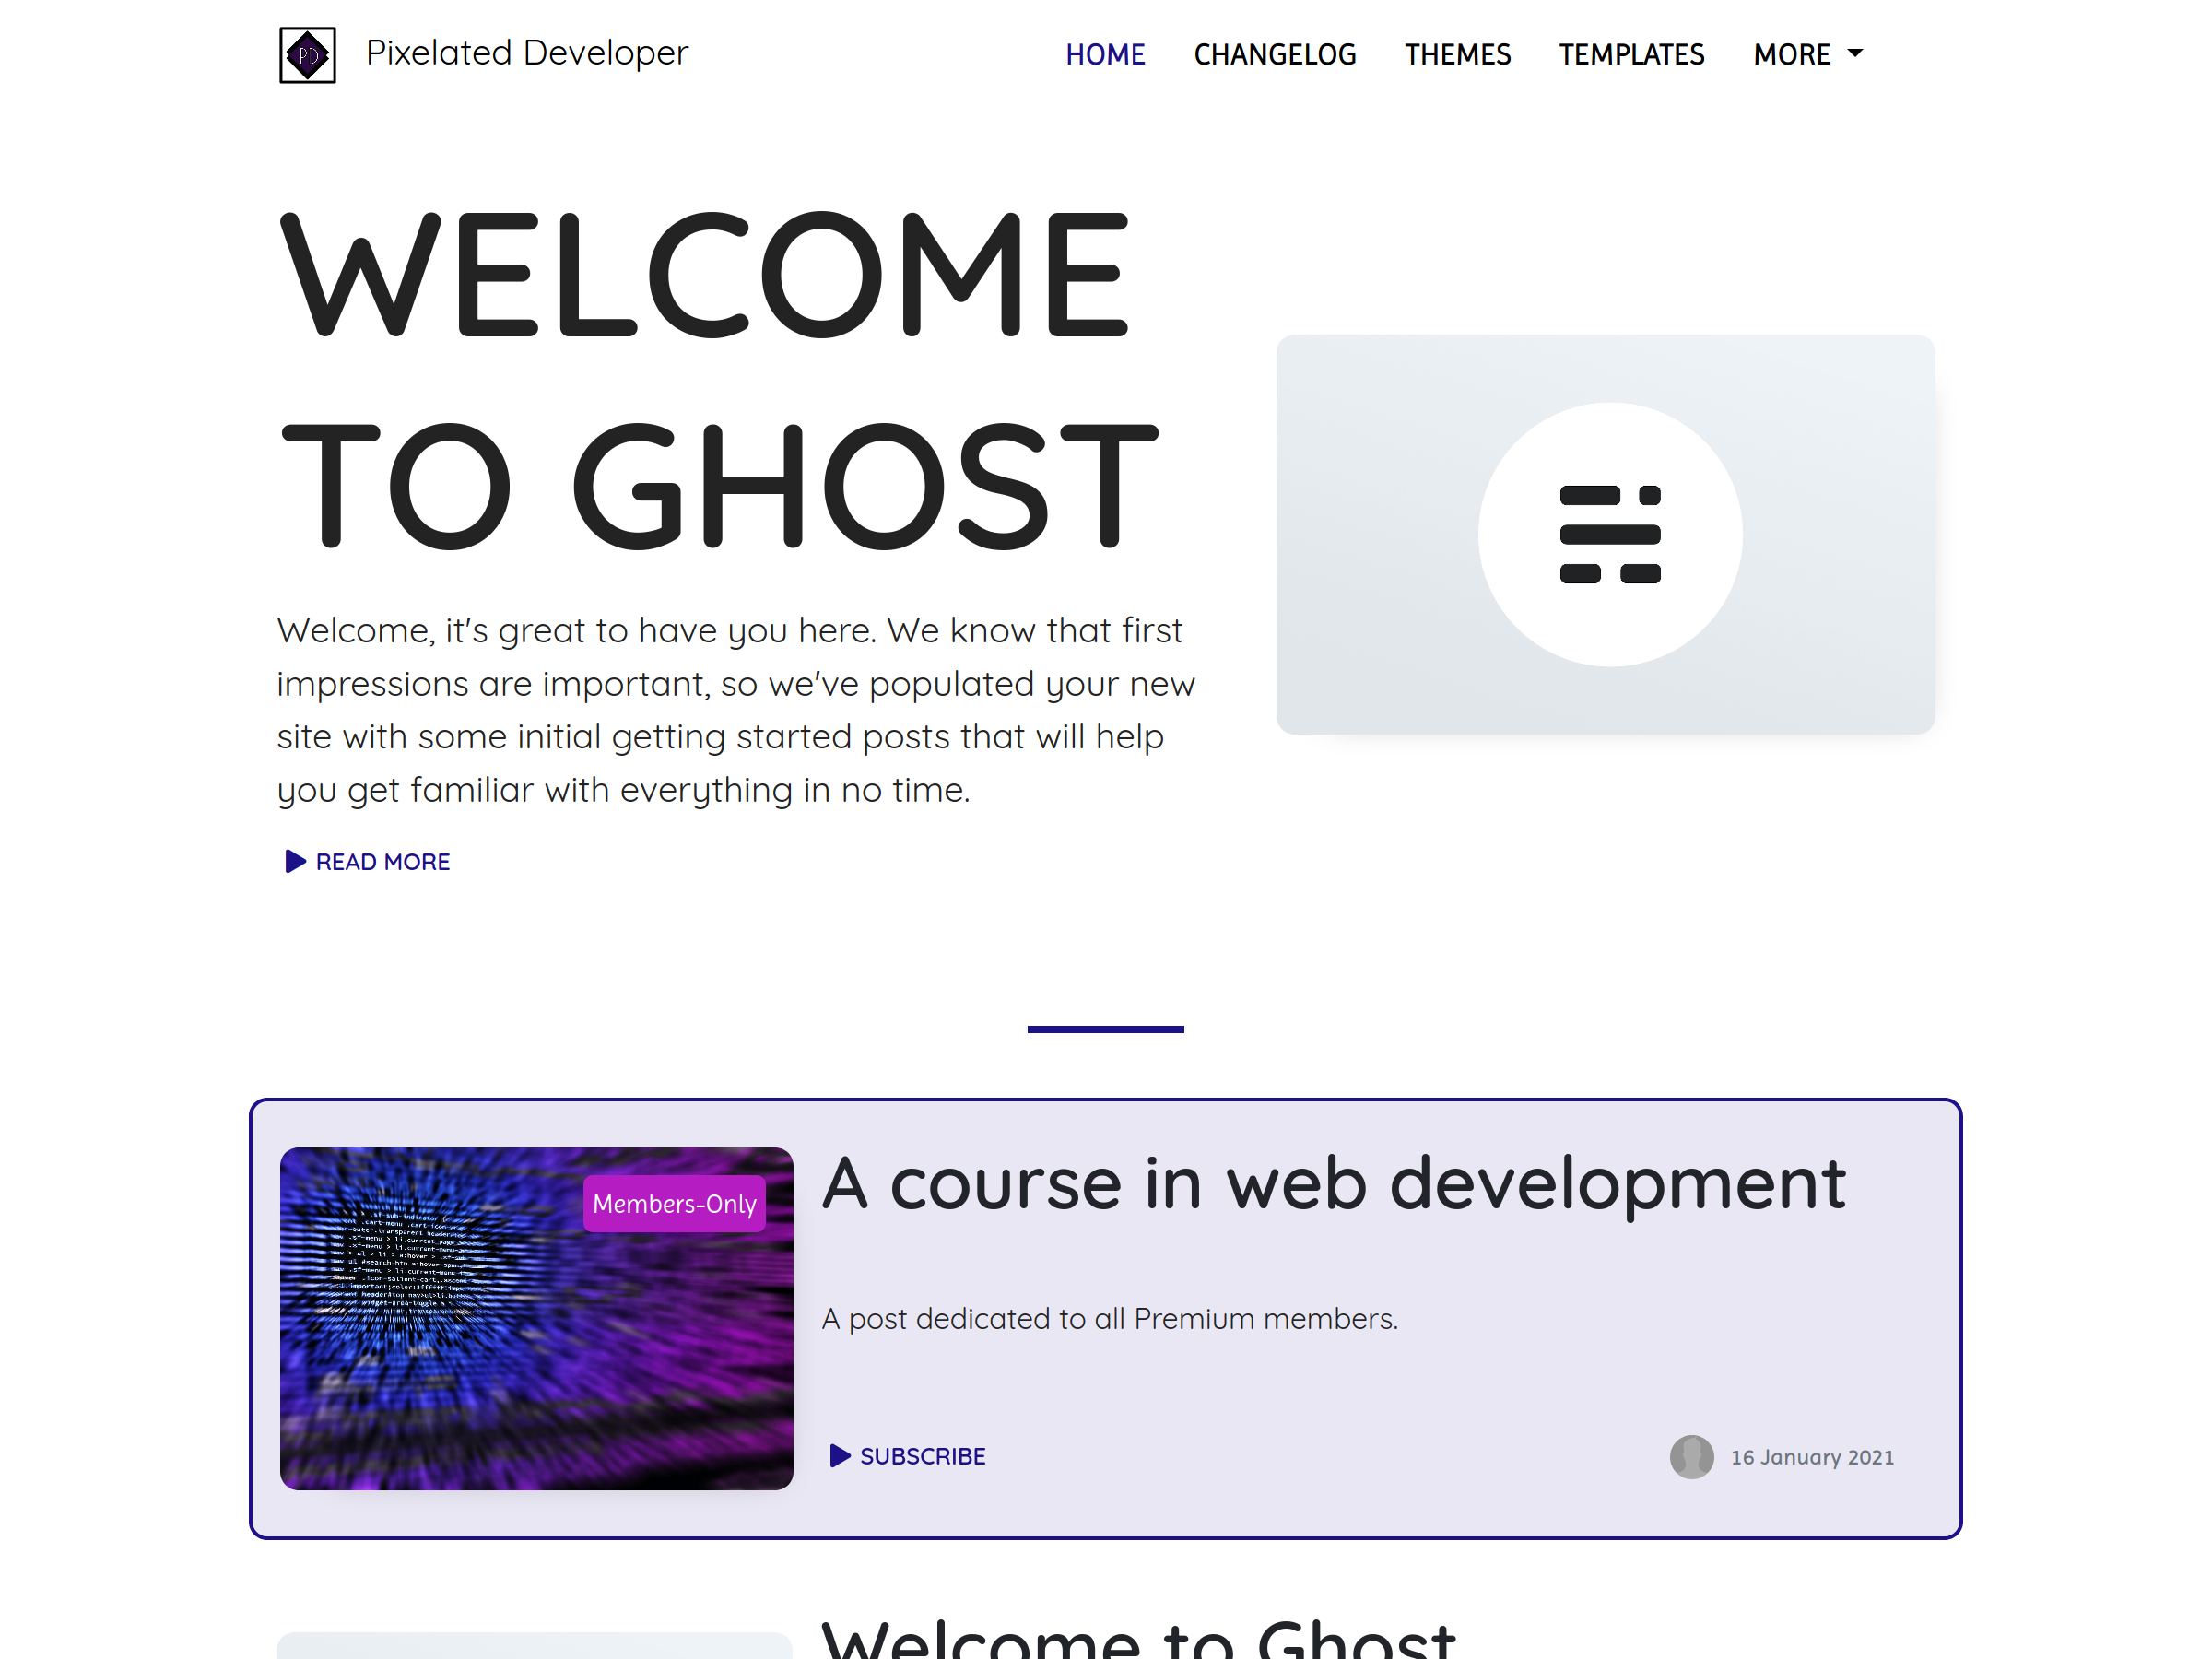 PD
Pixelated Developer
HOME CHANGELOG THEMES TEMPLATES MORE
WELCOME
TO GHOST
Welcome, it's great to have you here. We know that first
impressions are important, so we've populated your new
site with some initial getting started posts that will help
you get familiar with everything in no time.
READ MORE
Members-Only
A course in web development
A post dedicated to all Premium members.
SUBSCRIBE
16 January 2021
Welcome to Ghost